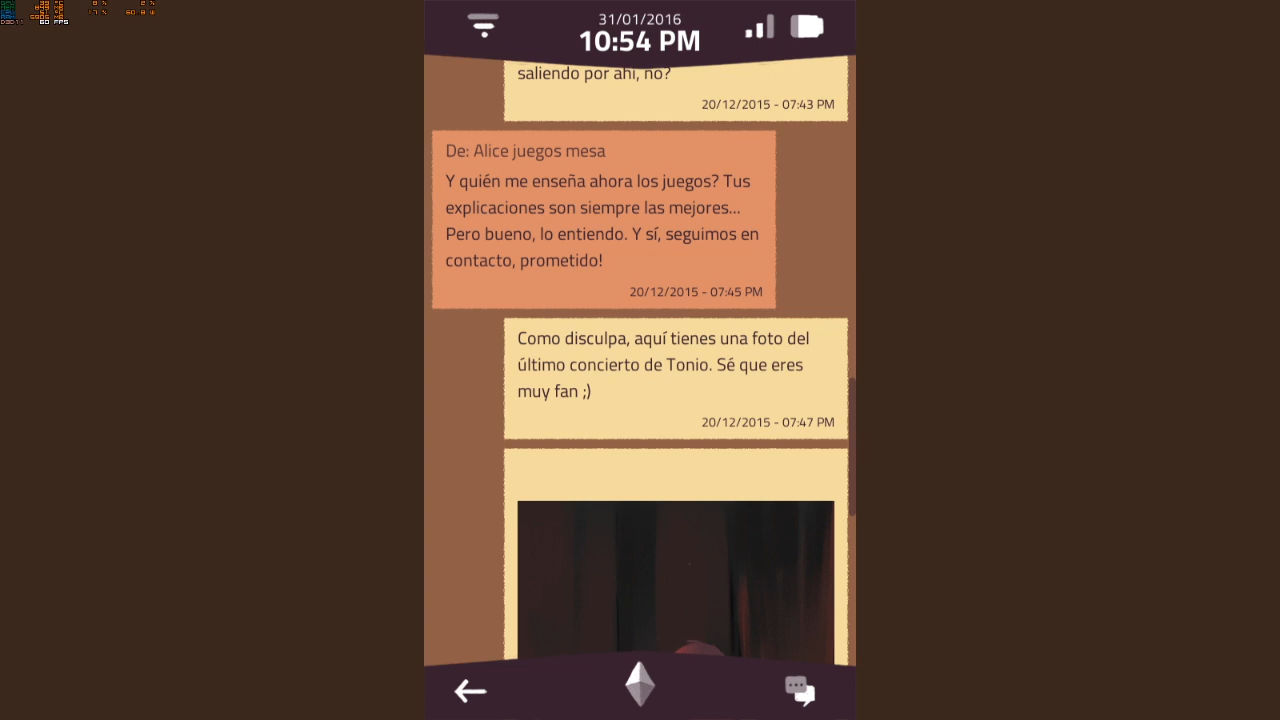 31/01/2016
10:54 PM
saliendo por ahí, no?
20/12/2015 - 07:43 PM
De: Alice juegos mesa
Y quién me enseña ahora los juegos? Tus
explicaciones son siempre las mejores...
Pero bueno, lo entiendo. Y sí, seguimos en
contacto, prometido!
20/12/2015 - 07:45 PM
Como disculpa, aquí tienes una foto del
último concierto de Tonio. Sé que eres
muy fan ;)
20/12/2015 - 07:47 PM